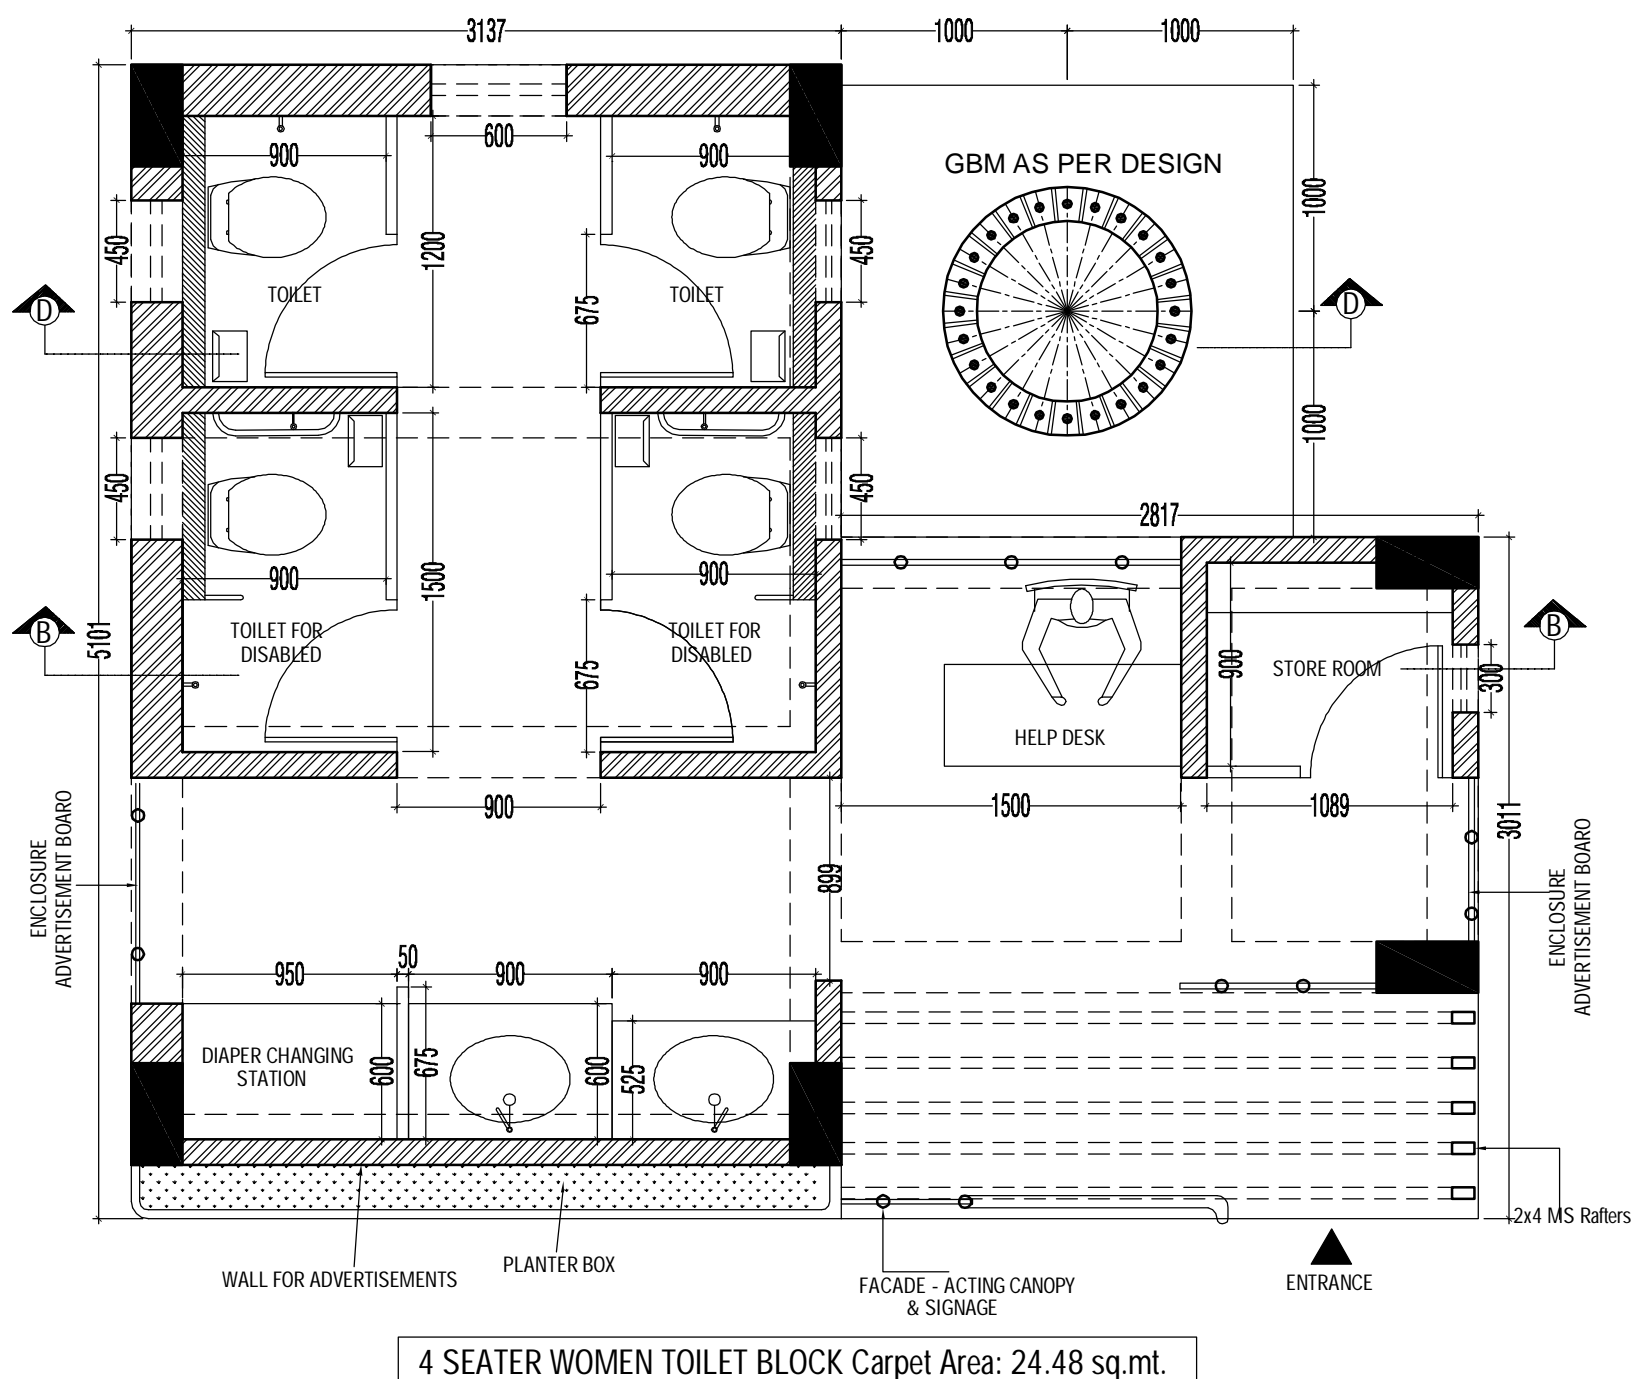 3137
1000
1000
600
900
900
GBM AS PER DESIGN
1000
450
1200
450
D
TOILET
675
TOILET
D
1000
450
450
2817
900
1500
900
B
TOILET FOR
DISABLED
TOILET FOR
DISABLED
5101
675
900
STORE ROOM
300
B
HELP DESK
900
1500
1089
3011
ENCLOSURE
ADVERTISEMENT BOARO
899
ENCLOSURE
ADVERTISEMENT BOARO
950
50
900
900
DIAPER CHANGING
STATION
600
675
600
525
2x4 MS Rafters
WALL FOR ADVERTISEMENTS
PLANTER BOX
FACADE - ACTING CANOPY
& SIGNAGE
ENTRANCE
4 SEATER WOMEN TOILET BLOCK Carpet Area: 24.48 sq.mt.